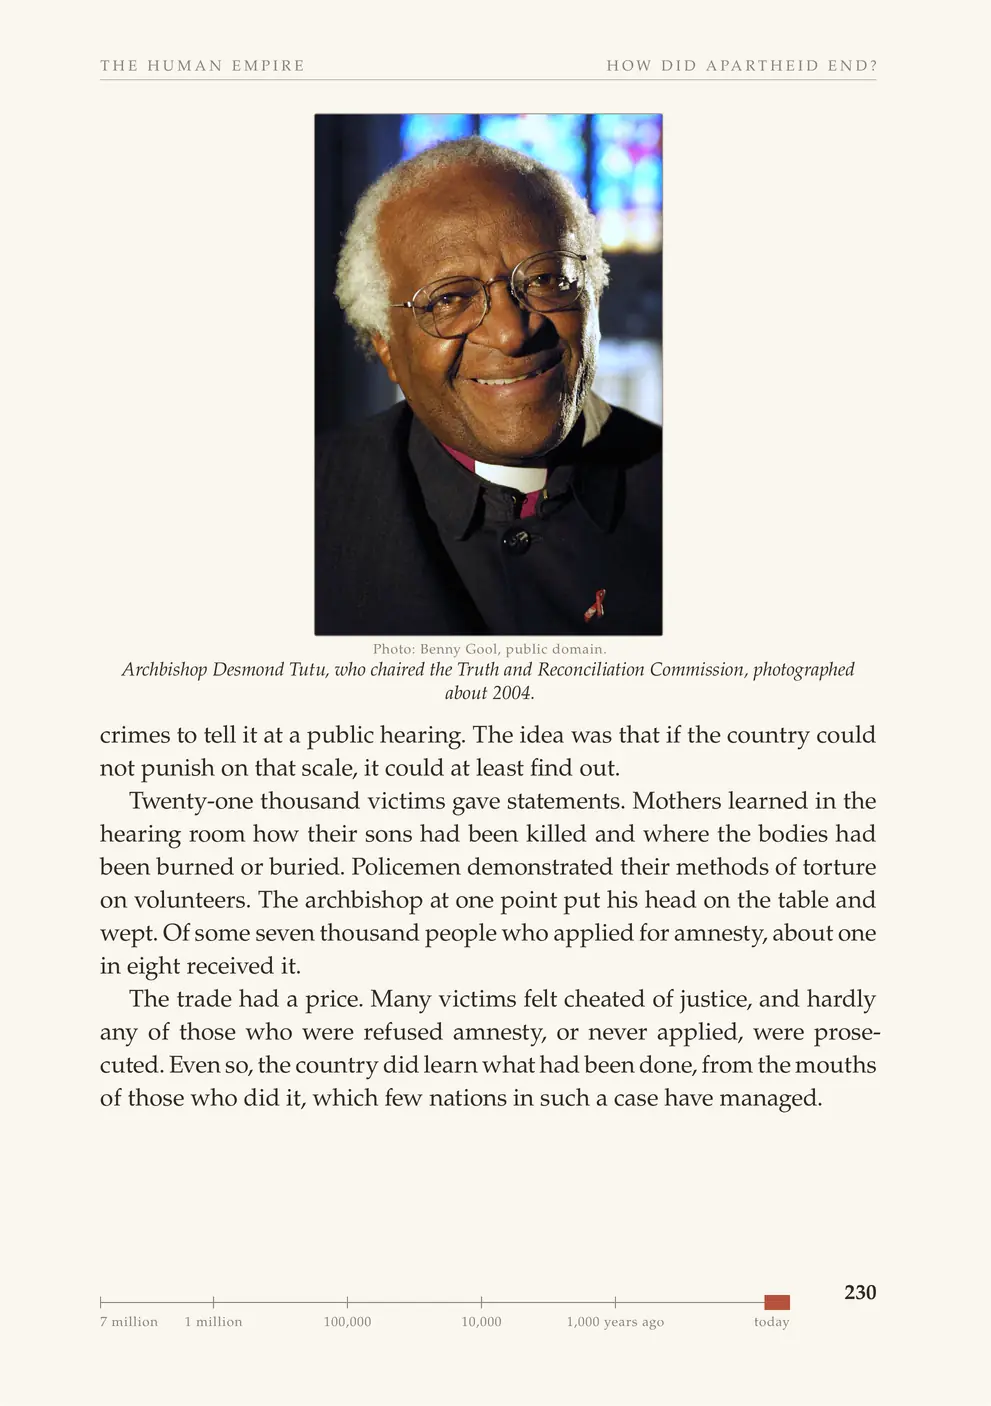 THE HUMAN EMPIRE
HOW DID APARTHEID END?
Photo: Benny Gool, public domain.
Archbishop Desmond Tutu, who chaired the Truth and Reconciliation Commission, photographed
about 2004.
crimes to tell it at a public hearing. The idea was that if the country could
not punish on that scale, it could at least find out.
Twenty-one thousand victims gave statements. Mothers learned in the
hearing room how their sons had been killed and where the bodies had
been burned or buried. Policemen demonstrated their methods of torture
on volunteers. The archbishop at one point put his head on the table and
wept. Of some seven thousand people who applied for amnesty, about one
in eight received it.
The trade had a price. Many victims felt cheated of justice, and hardly
any of those who were refused amnesty, or never applied, were prose-
cuted. Even so, the country did learn what had been done, from the mouths
of those who did it, which few nations in such a case have managed.
230
7 million
1 million
100,000
10,000
1,000 years ago
today